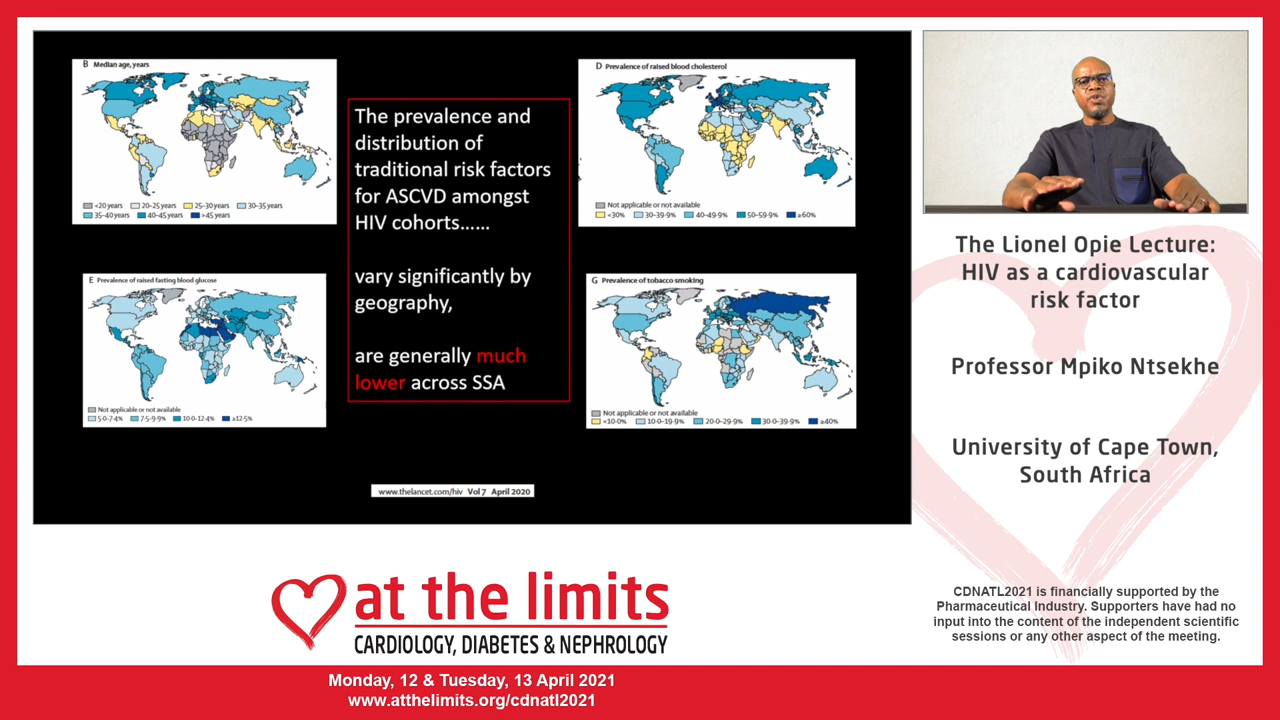 B Median age, years
<20 years 20–25 years 25–30 years 30–35 years
35–40 years 40–45 years >45 years
D Prevalence of raised blood cholesterol
Not applicable or not available
<30% 30–39·9% 40–49·9% 50–59·9% ≥60%
E Prevalence of raised fasting blood glucose
Not applicable or not available
5·0–7·4% 7·5–9·9% 10·0–12·4% ≥12·5%
G Prevalence of tobacco smoking
Not applicable or not available
<10·0% 10·0–19·9% 20·0–29·9% 30·0–39·9% ≥40%
The prevalence and
distribution of
traditional risk factors
for ASCVD amongst
HIV cohorts......
vary significantly by
geography,
are generally much
lower across SSA
www.thelancet.com/hiv Vol 7 April 2020
The Lionel Opie Lecture:
HIV as a cardiovascular
risk factor
Professor Mpiko Ntsekhe
University of Cape Town,
South Africa
CDNATL2021 is financially supported by the
Pharmaceutical Industry. Supporters have had no
input into the content of the independent scientific
sessions or any other aspect of the meeting.
at the limits
CARDIOLOGY, DIABETES & NEPHROLOGY
Monday, 12 & Tuesday, 13 April 2021
www.atthelimits.org/cdnatl2021